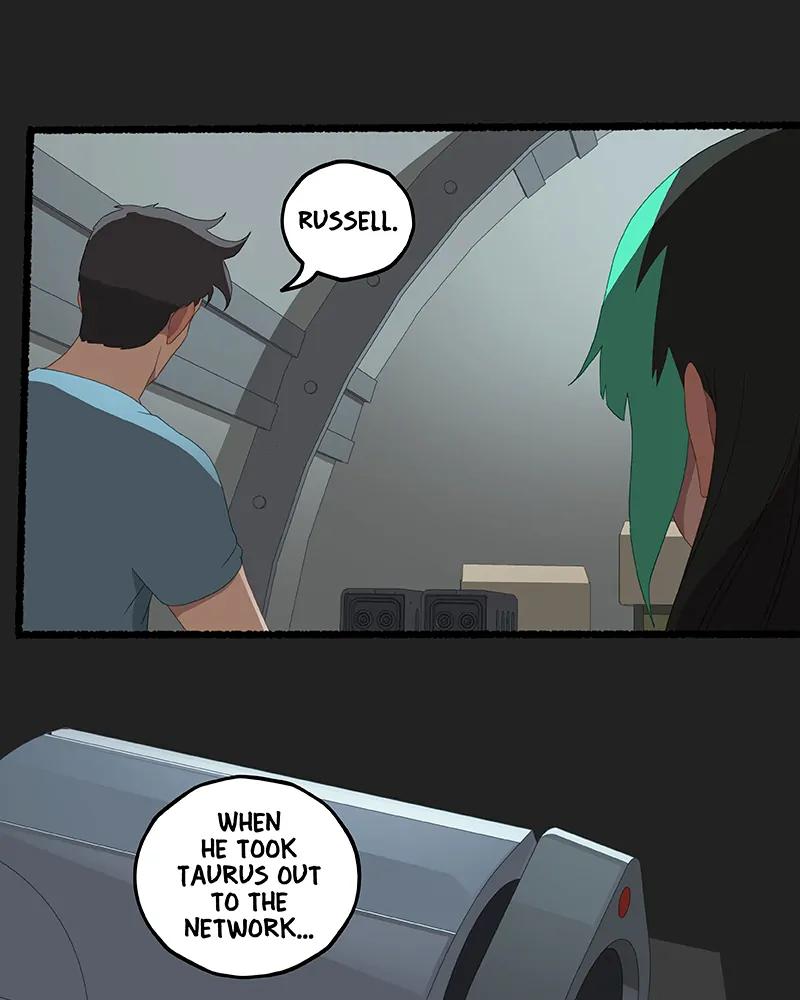 RUSSELL.
WHEN
HE TOOK
TAURUS OUT
TO THE
NETWORK...